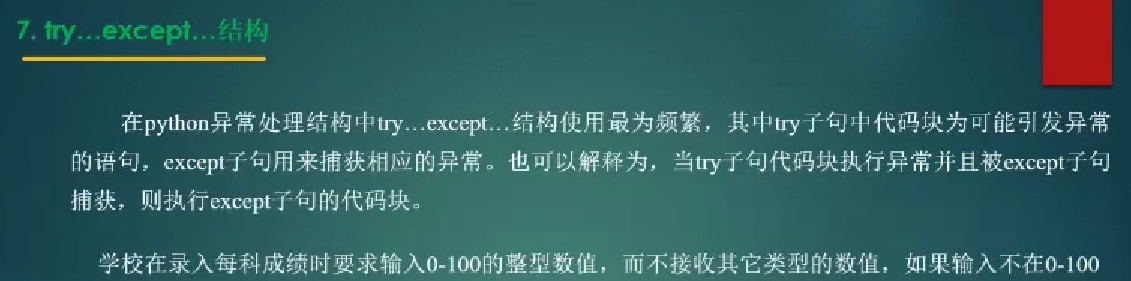 7. try…except…结构
在python异常处理结构中try…except…结构使用最为频繁，其中try子句中代码块为可能引发异常
的语句，except子句用来捕获相应的异常。也可以解释为，当try子句代码块执行异常并且被except子句
捕获，则执行except子句的代码块。
学校在录入每科成绩时要求输入0-100的整型数值，而不接收其它类型的数值，如果输入不在0-100